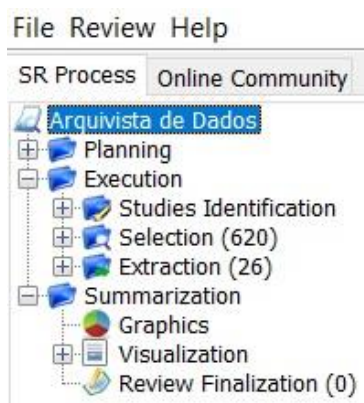 File Review Help
SR Process Online Community
Arquivista de Dados
Planning
Execution
Studies Identification
Selection (620)
Extraction (26)
Summarization
Graphics
Visualization
Review Finalization (0)